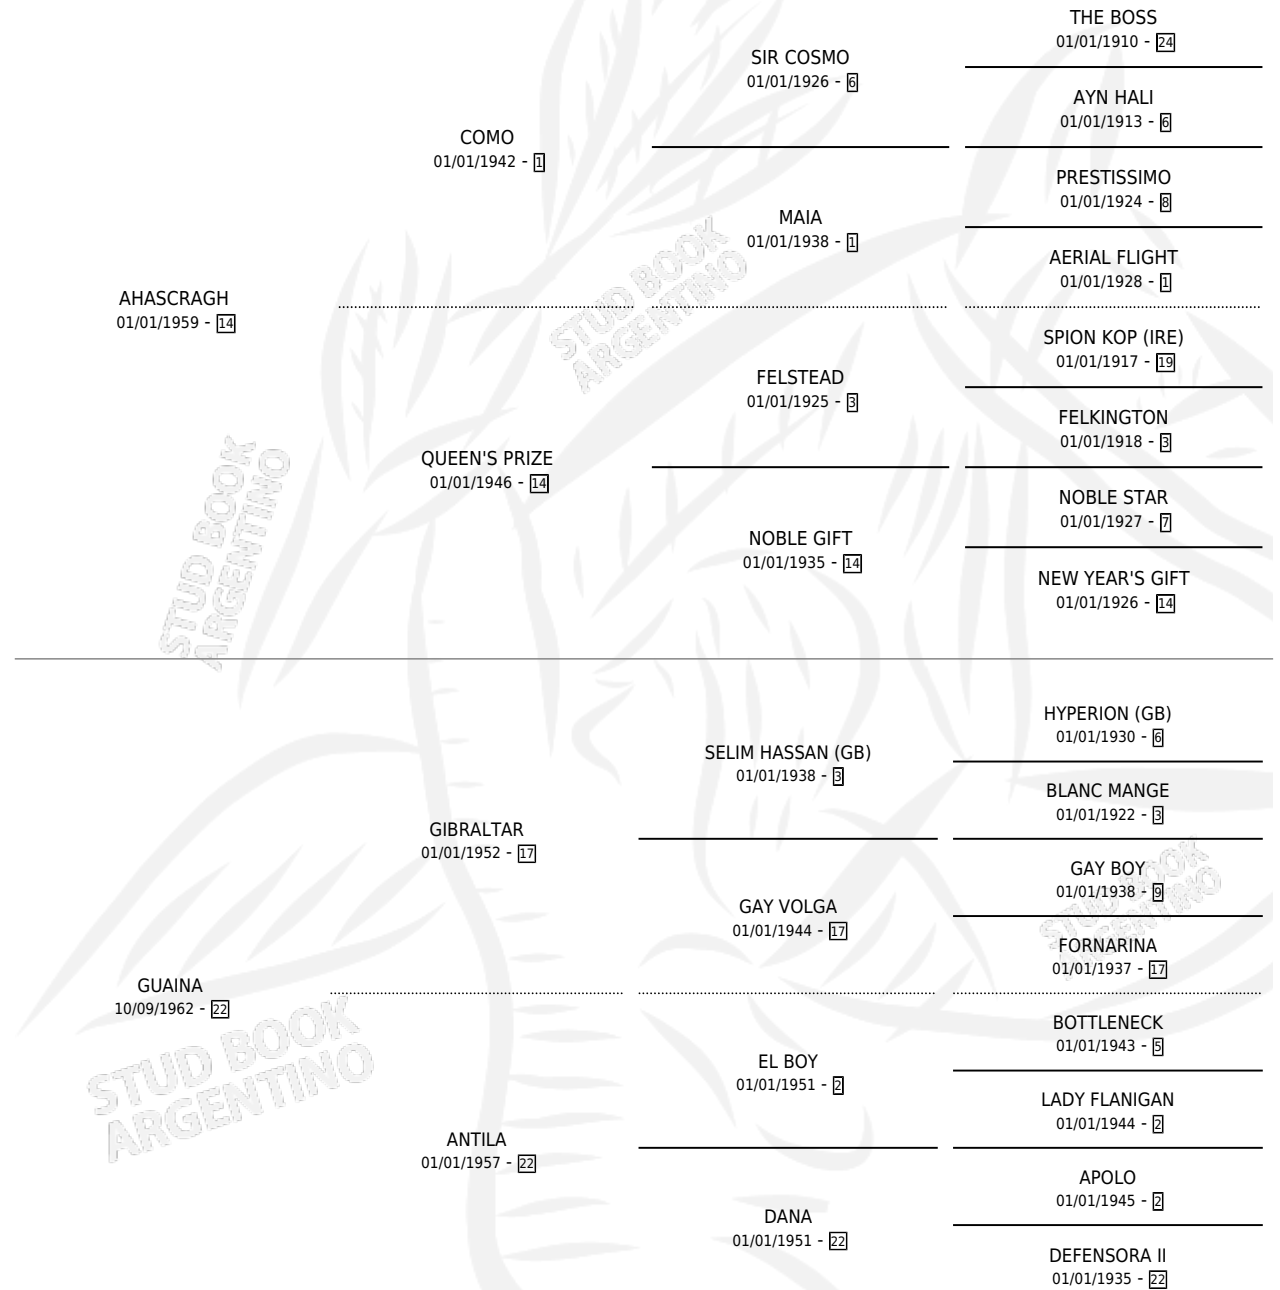 THE BOSS
01/01/1910 - 24
SIR COSMO
01/01/1926 - 6
AYN HALI
01/01/1913 - 6
COMO
01/01/1942 - 1
PRESTISSIMO
01/01/1924 - 8
MAIA
01/01/1938 - 1
AERIAL FLIGHT
01/01/1928 - 1
AHASCRAGH
01/01/1959 - 14
SPION KOP (IRE)
01/01/1917 - 19
FELSTEAD
01/01/1925 - 3
FELKINGTON
01/01/1918 - 3
QUEEN'S PRIZE
01/01/1946 - 14
NOBLE STAR
01/01/1927 - 7
NOBLE GIFT
01/01/1935 - 14
NEW YEAR'S GIFT
01/01/1926 - 14
HYPERION (GB)
01/01/1930 - 6
SELIM HASSAN (GB)
01/01/1938 - 3
BLANC MANGE
01/01/1922 - 3
GIBRALTAR
01/01/1952 - 17
GAY BOY
01/01/1938 - 9
GAY VOLGA
01/01/1944 - 17
FORNARINA
01/01/1937 - 17
GUAINA
10/09/1962 - 22
BOTTLENECK
01/01/1943 - 5
EL BOY
01/01/1951 - 2
LADY FLANIGAN
01/01/1944 - 2
ANTILA
01/01/1957 - 22
APOLO
01/01/1945 - 2
DANA
01/01/1951 - 22
DEFENSORA II
01/01/1935 - 22
STUD BOOK
ARGENTINO
STUD BOOK
ARGENTINO
STUD BOOK
ARGENTINO
STUD BOOK
ARGENTINO